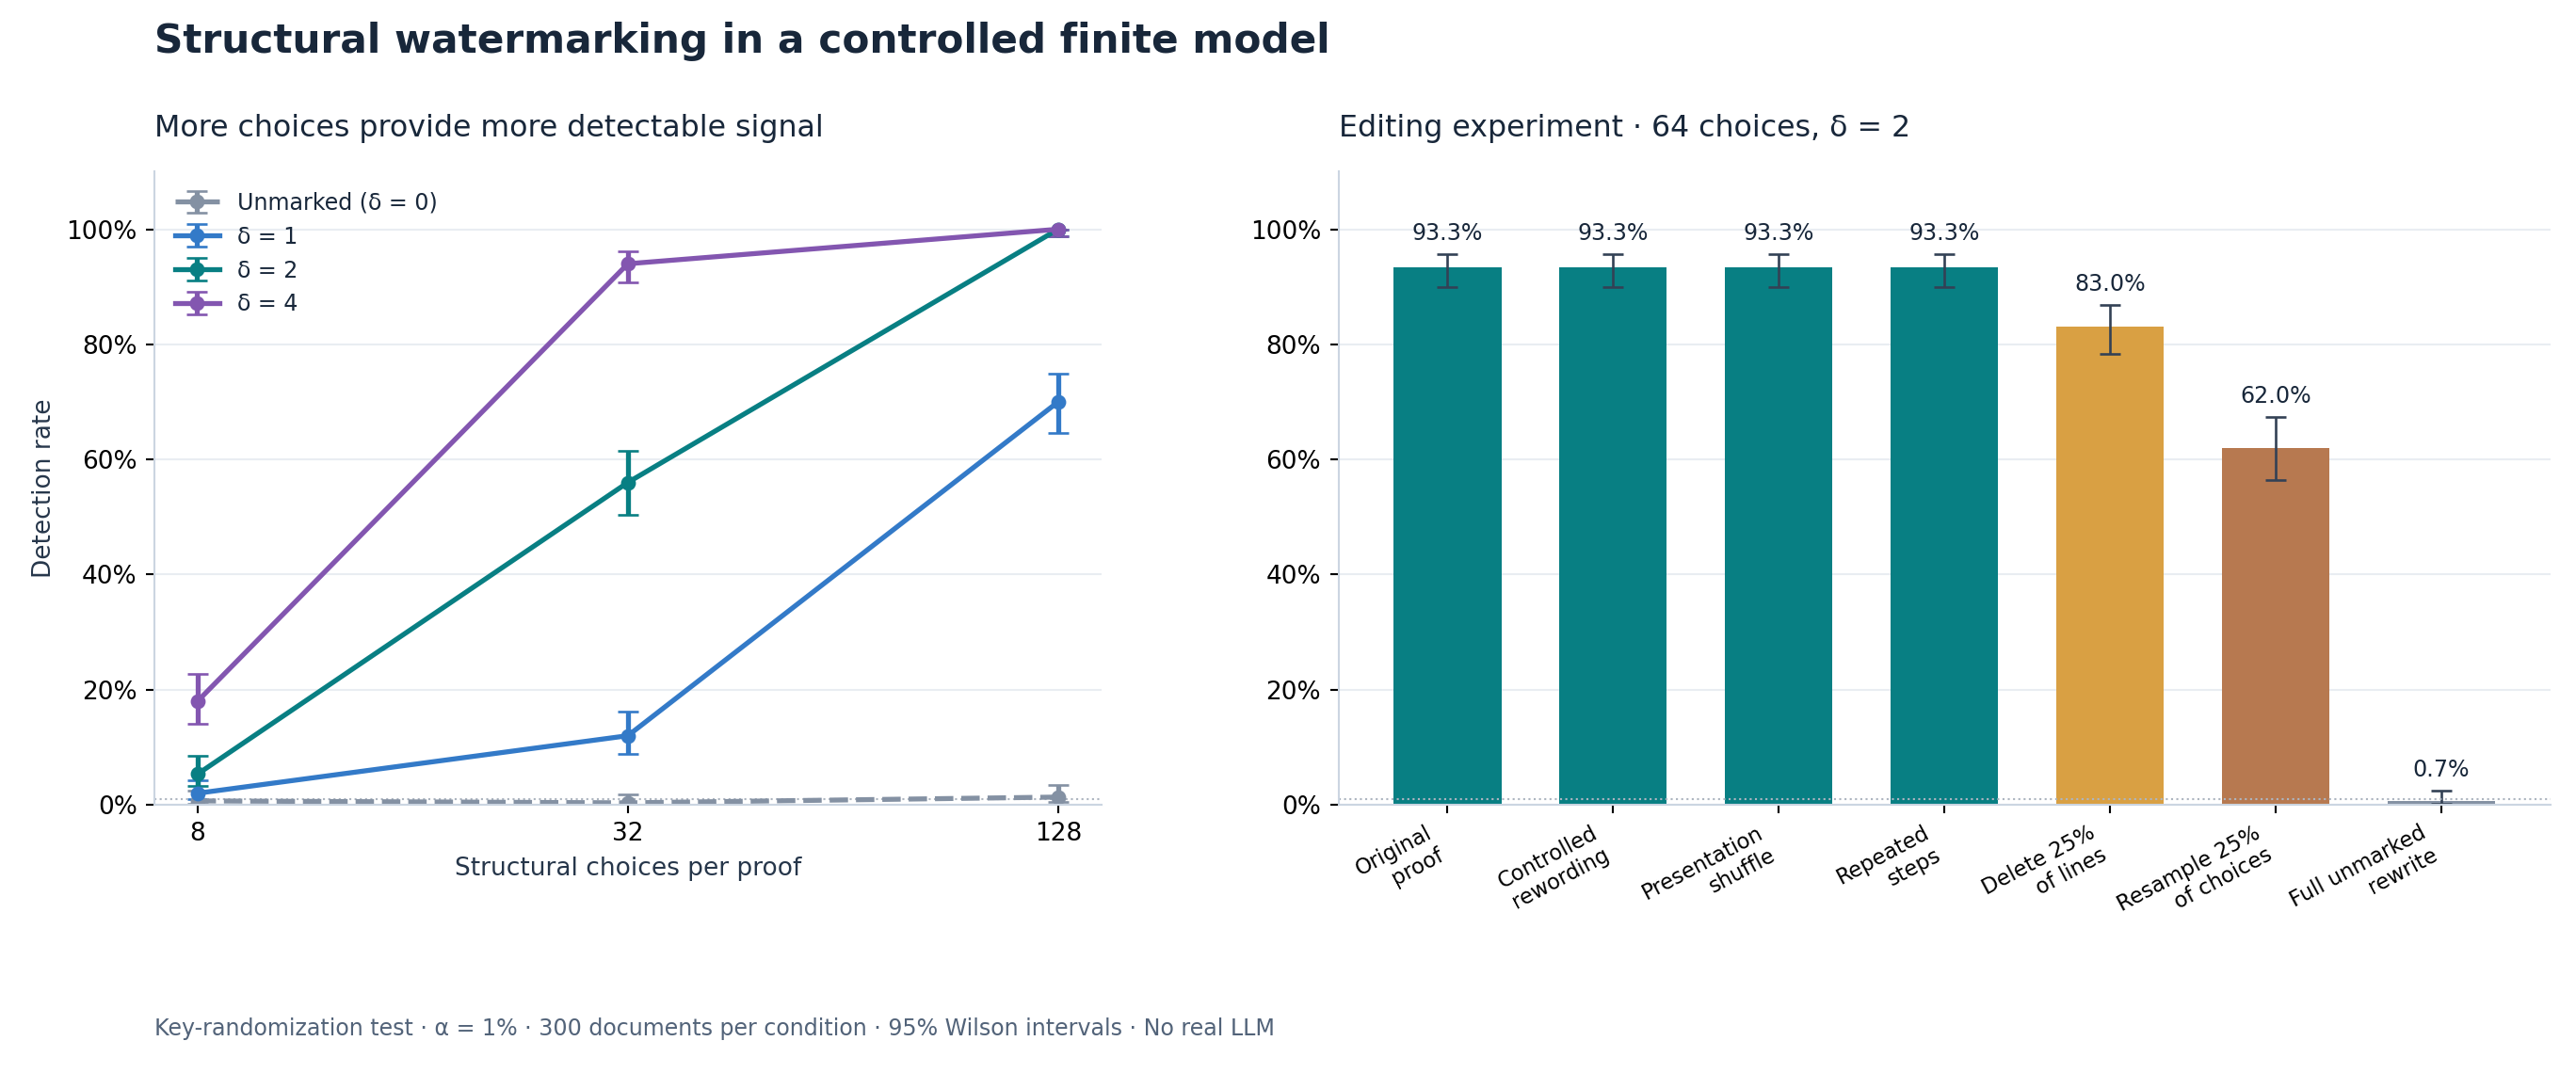 Structural watermarking in a controlled finite model
More choices provide more detectable signal
Unmarked (δ = 0)
δ = 1
δ = 2
δ = 4
100%
80%
60%
40%
20%
0%
Detection rate
8
32
128
Structural choices per proof
Editing experiment · 64 choices, δ = 2
100%
80%
60%
40%
20%
0%
93.3%
93.3%
93.3%
93.3%
83.0%
62.0%
0.7%
Original
proof
Controlled
rewording
Presentation
shuffle
Repeated
steps
Delete 25%
of lines
Resample 25%
of choices
Full unmarked
rewrite
Key-randomization test · α = 1% · 300 documents per condition · 95% Wilson intervals · No real LLM